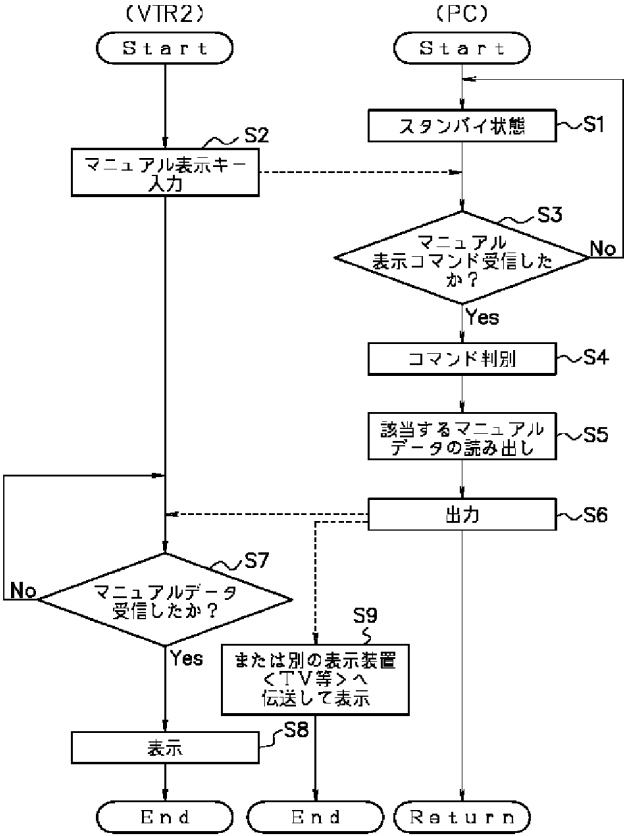 (VTR2)
(PC)
Start
Start
スタンバイ状態
S1
S2
マニュアル表示キー
入力
S3
マニュアル
表示コマンド受信した
か？
No
Yes
コマンド判別
S4
該当するマニュアル
データの読み出し
S5
出力
S6
S7
マニュアルデータ
受信したか？
No
Yes
S9
または別の表示装置
＜TV等＞へ
伝送して表示
S8
表示
End
End
Return